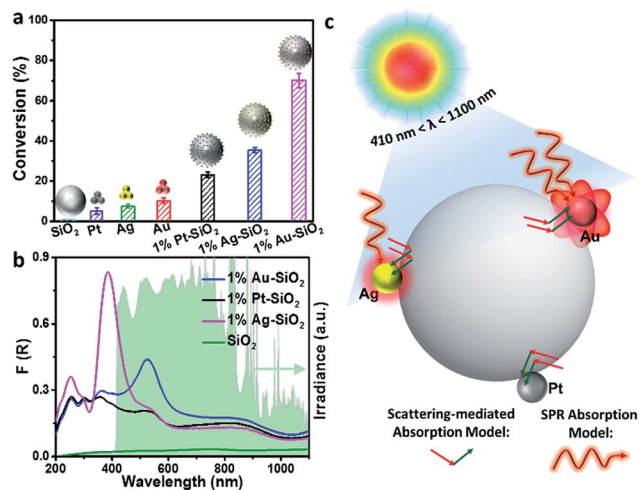 a
Conversion (%)
100
80
60
40
20
0
SiO₂
Pt
Ag
Au
1% Pt-SiO₂
1% Ag-SiO₂
1% Au-SiO₂
b
F (R)
0.9
0.6
0.3
0.0
200 400 600 800 1000
Wavelength (nm)
1% Au-SiO₂
1% Pt-SiO₂
1% Ag-SiO₂
SiO₂
Irradiance (a.u.)
c
410 nm < λ < 1100 nm
Au
Ag
Pt
Scattering-mediated
Absorption Model:
SPR Absorption
Model: